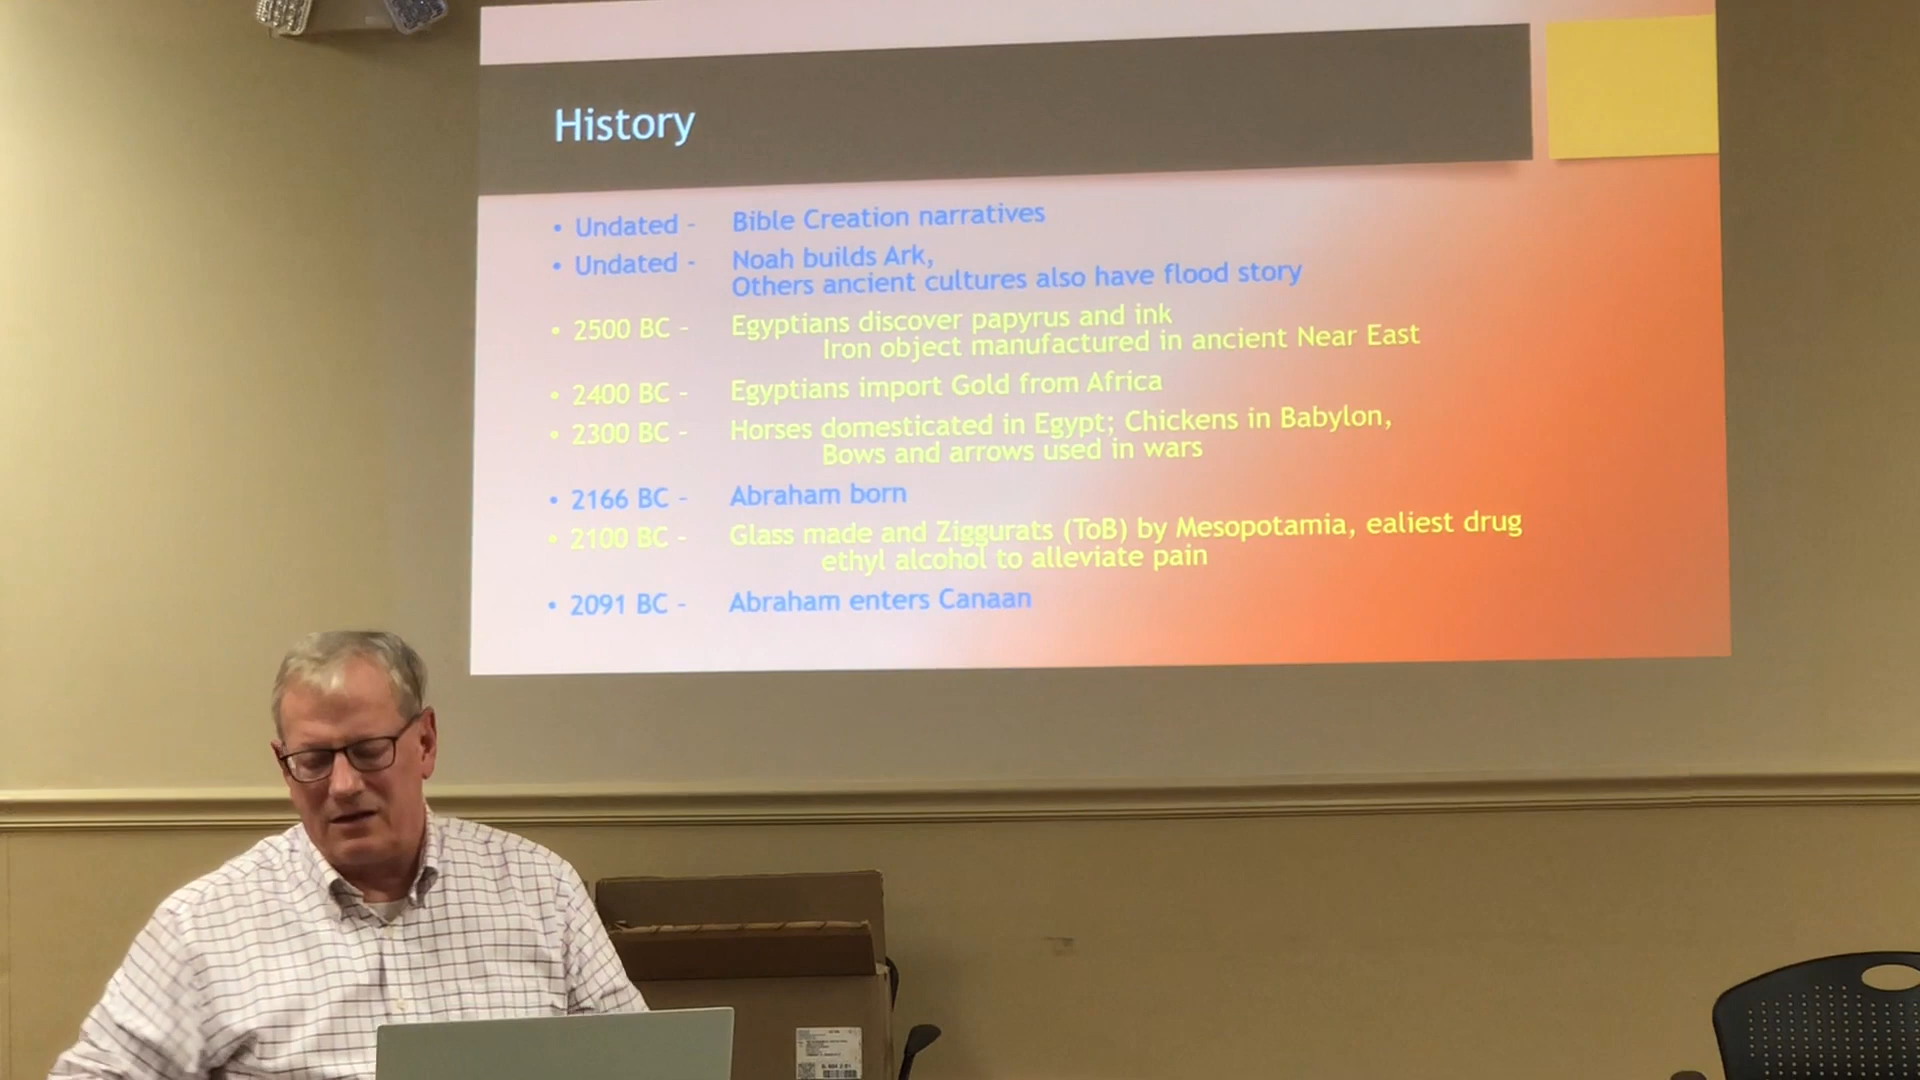 History
• Undated - Bible Creation narratives
• Undated - Noah builds Ark,
Others ancient cultures also have flood story
• 2500 BC - Egyptians discover papyrus and ink
Iron object manufactured in ancient Near East
• 2400 BC - Egyptians import Gold from Africa
• 2300 BC - Horses domesticated in Egypt; Chickens in Babylon,
Bows and arrows used in wars
• 2166 BC - Abraham born
• 2100 BC - Glass made and Ziggurats (ToB) by Mesopotamia, ealiest drug
ethyl alcohol to alleviate pain
• 2091 BC - Abraham enters Canaan